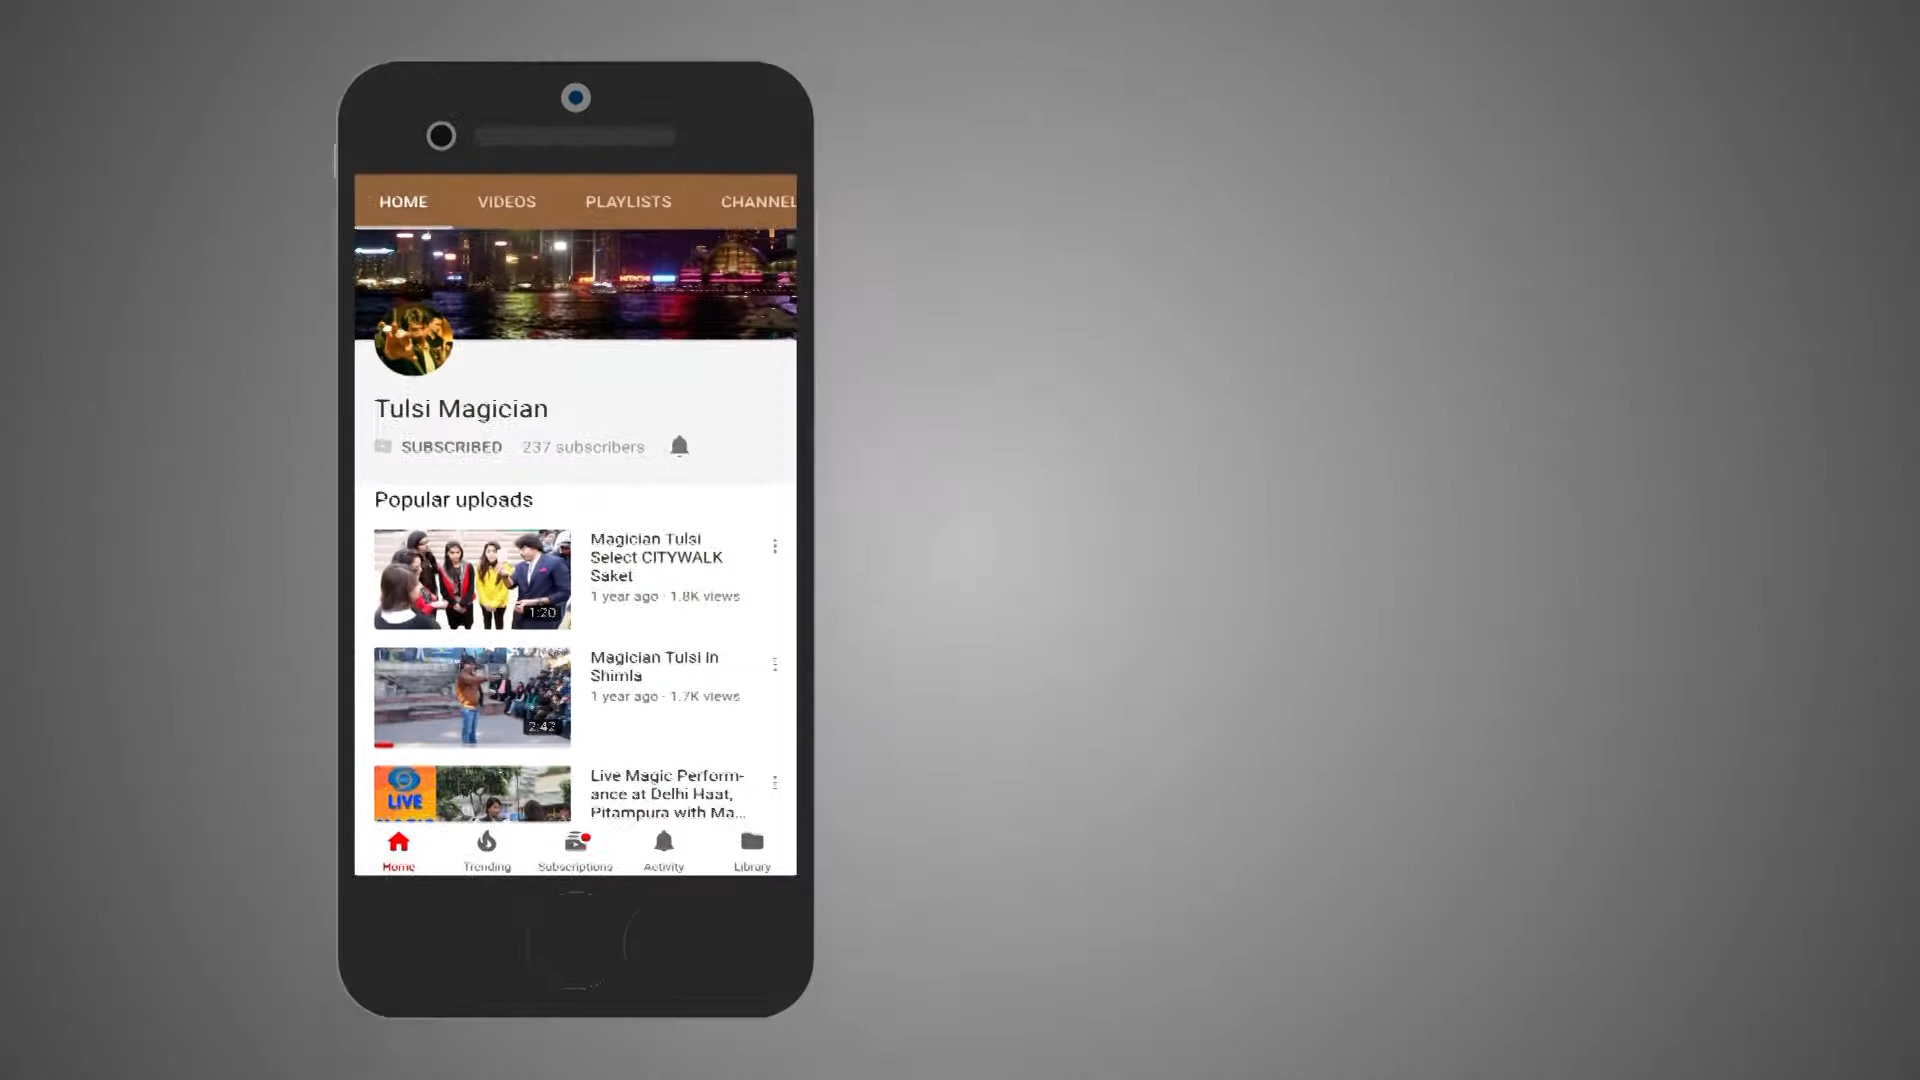 HOME VIDEOS PLAYLISTS CHANNEL
HITACHI
Tulsi Magician
SUBSCRIBED 237 subscribers
Popular uploads
Magician Tulsi
Select CITYWALK
Saket
1 year ago · 1.8K views
1:20
Magician Tulsi in
Shimla
1 year ago · 1.7K views
2:42
Live Magic Perform-
ance at Delhi Haat,
Pitampura with Ma...
LIVE
Home Trending Subscriptions Activity Library